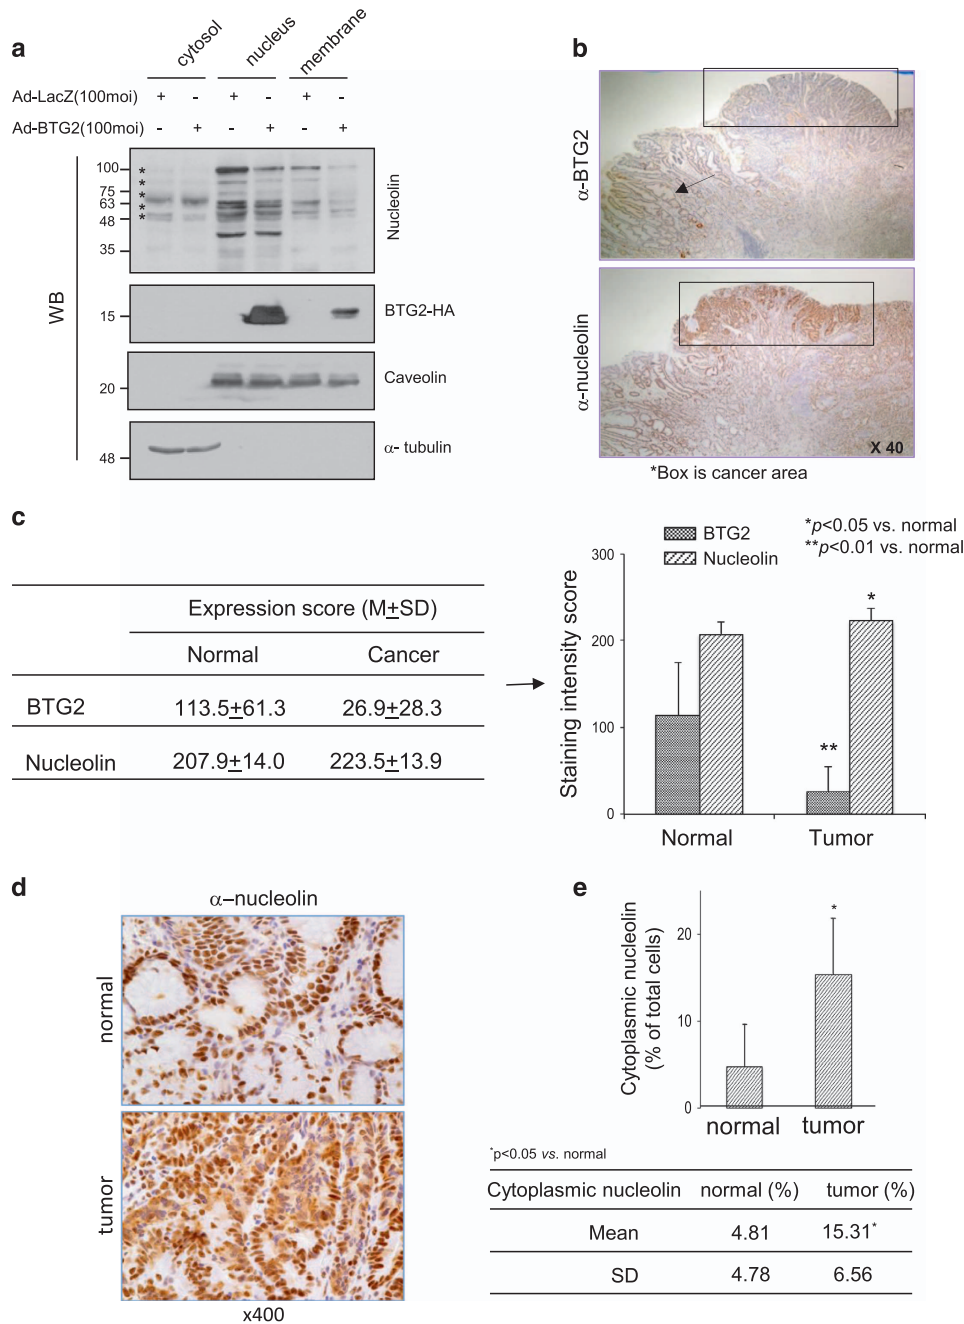 a
cytosol nucleus membrane
Ad-LacZ(100moi) + - + - + -
Ad-BTG2(100moi) - + - + - +
WB
100 *
*
75 *
63 *
48 *
35
Nucleolin
15
BTG2-HA
20
Caveolin
48
α- tubulin
b
α-BTG2
α-nucleolin
X 40
*Box is cancer area
c
Expression score (M±SD)
Normal Cancer
BTG2 113.5±61.3 26.9±28.3
Nucleolin 207.9±14.0 223.5±13.9
BTG2
Nucleolin
*p<0.05 vs. normal
**p<0.01 vs. normal
Staining intensity score
300
200
100
0
*
**
Normal Tumor
d
α–nucleolin
normal
tumor
x400
e
Cytoplasmic nucleolin
(% of total cells)
20
10
0
*
normal tumor
*p<0.05 vs. normal
Cytoplasmic nucleolin normal (%) tumor (%)
Mean 4.81 15.31*
SD 4.78 6.56